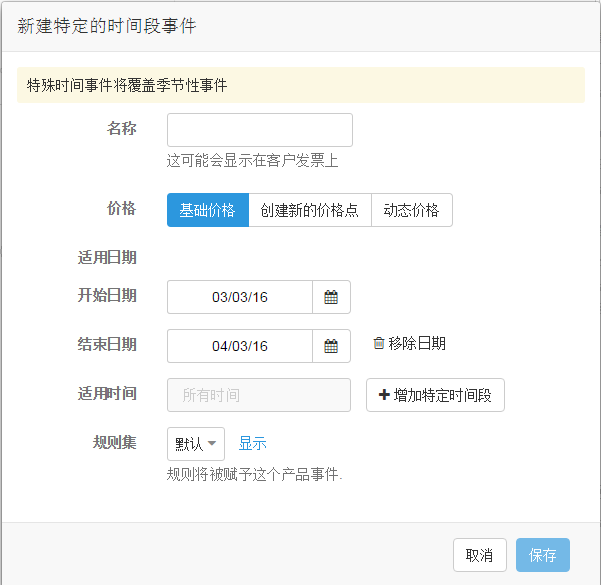 新建特定的时间段事件
特殊时间事件将覆盖季节性事件
名称
这可能会显示在客户发票上
价格 基础价格 创建新的价格点 动态价格
适用日期
开始日期 03/03/16
结束日期 04/03/16 移除日期
适用时间 所有时间 增加特定时间段
规则集 默认 显示
规则将被赋予这个产品事件.
取消 保存